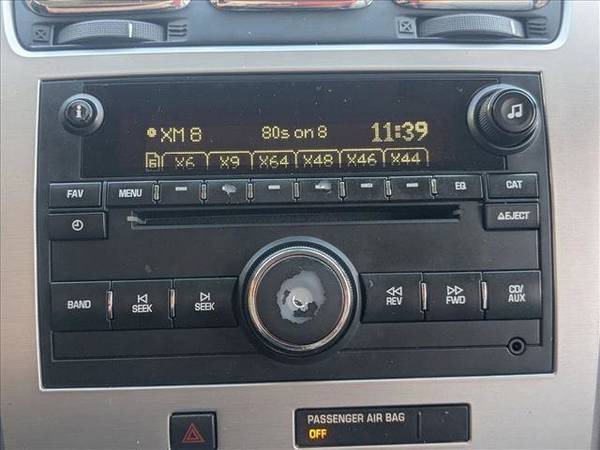 XM 8 80s on 8 11:39
X6 X9 X64 X48 X46 X44
FAV MENU EQ CAT
EJECT
BAND SEEK SEEK REV FWD CD/AUX
PASSENGER AIR BAG
OFF